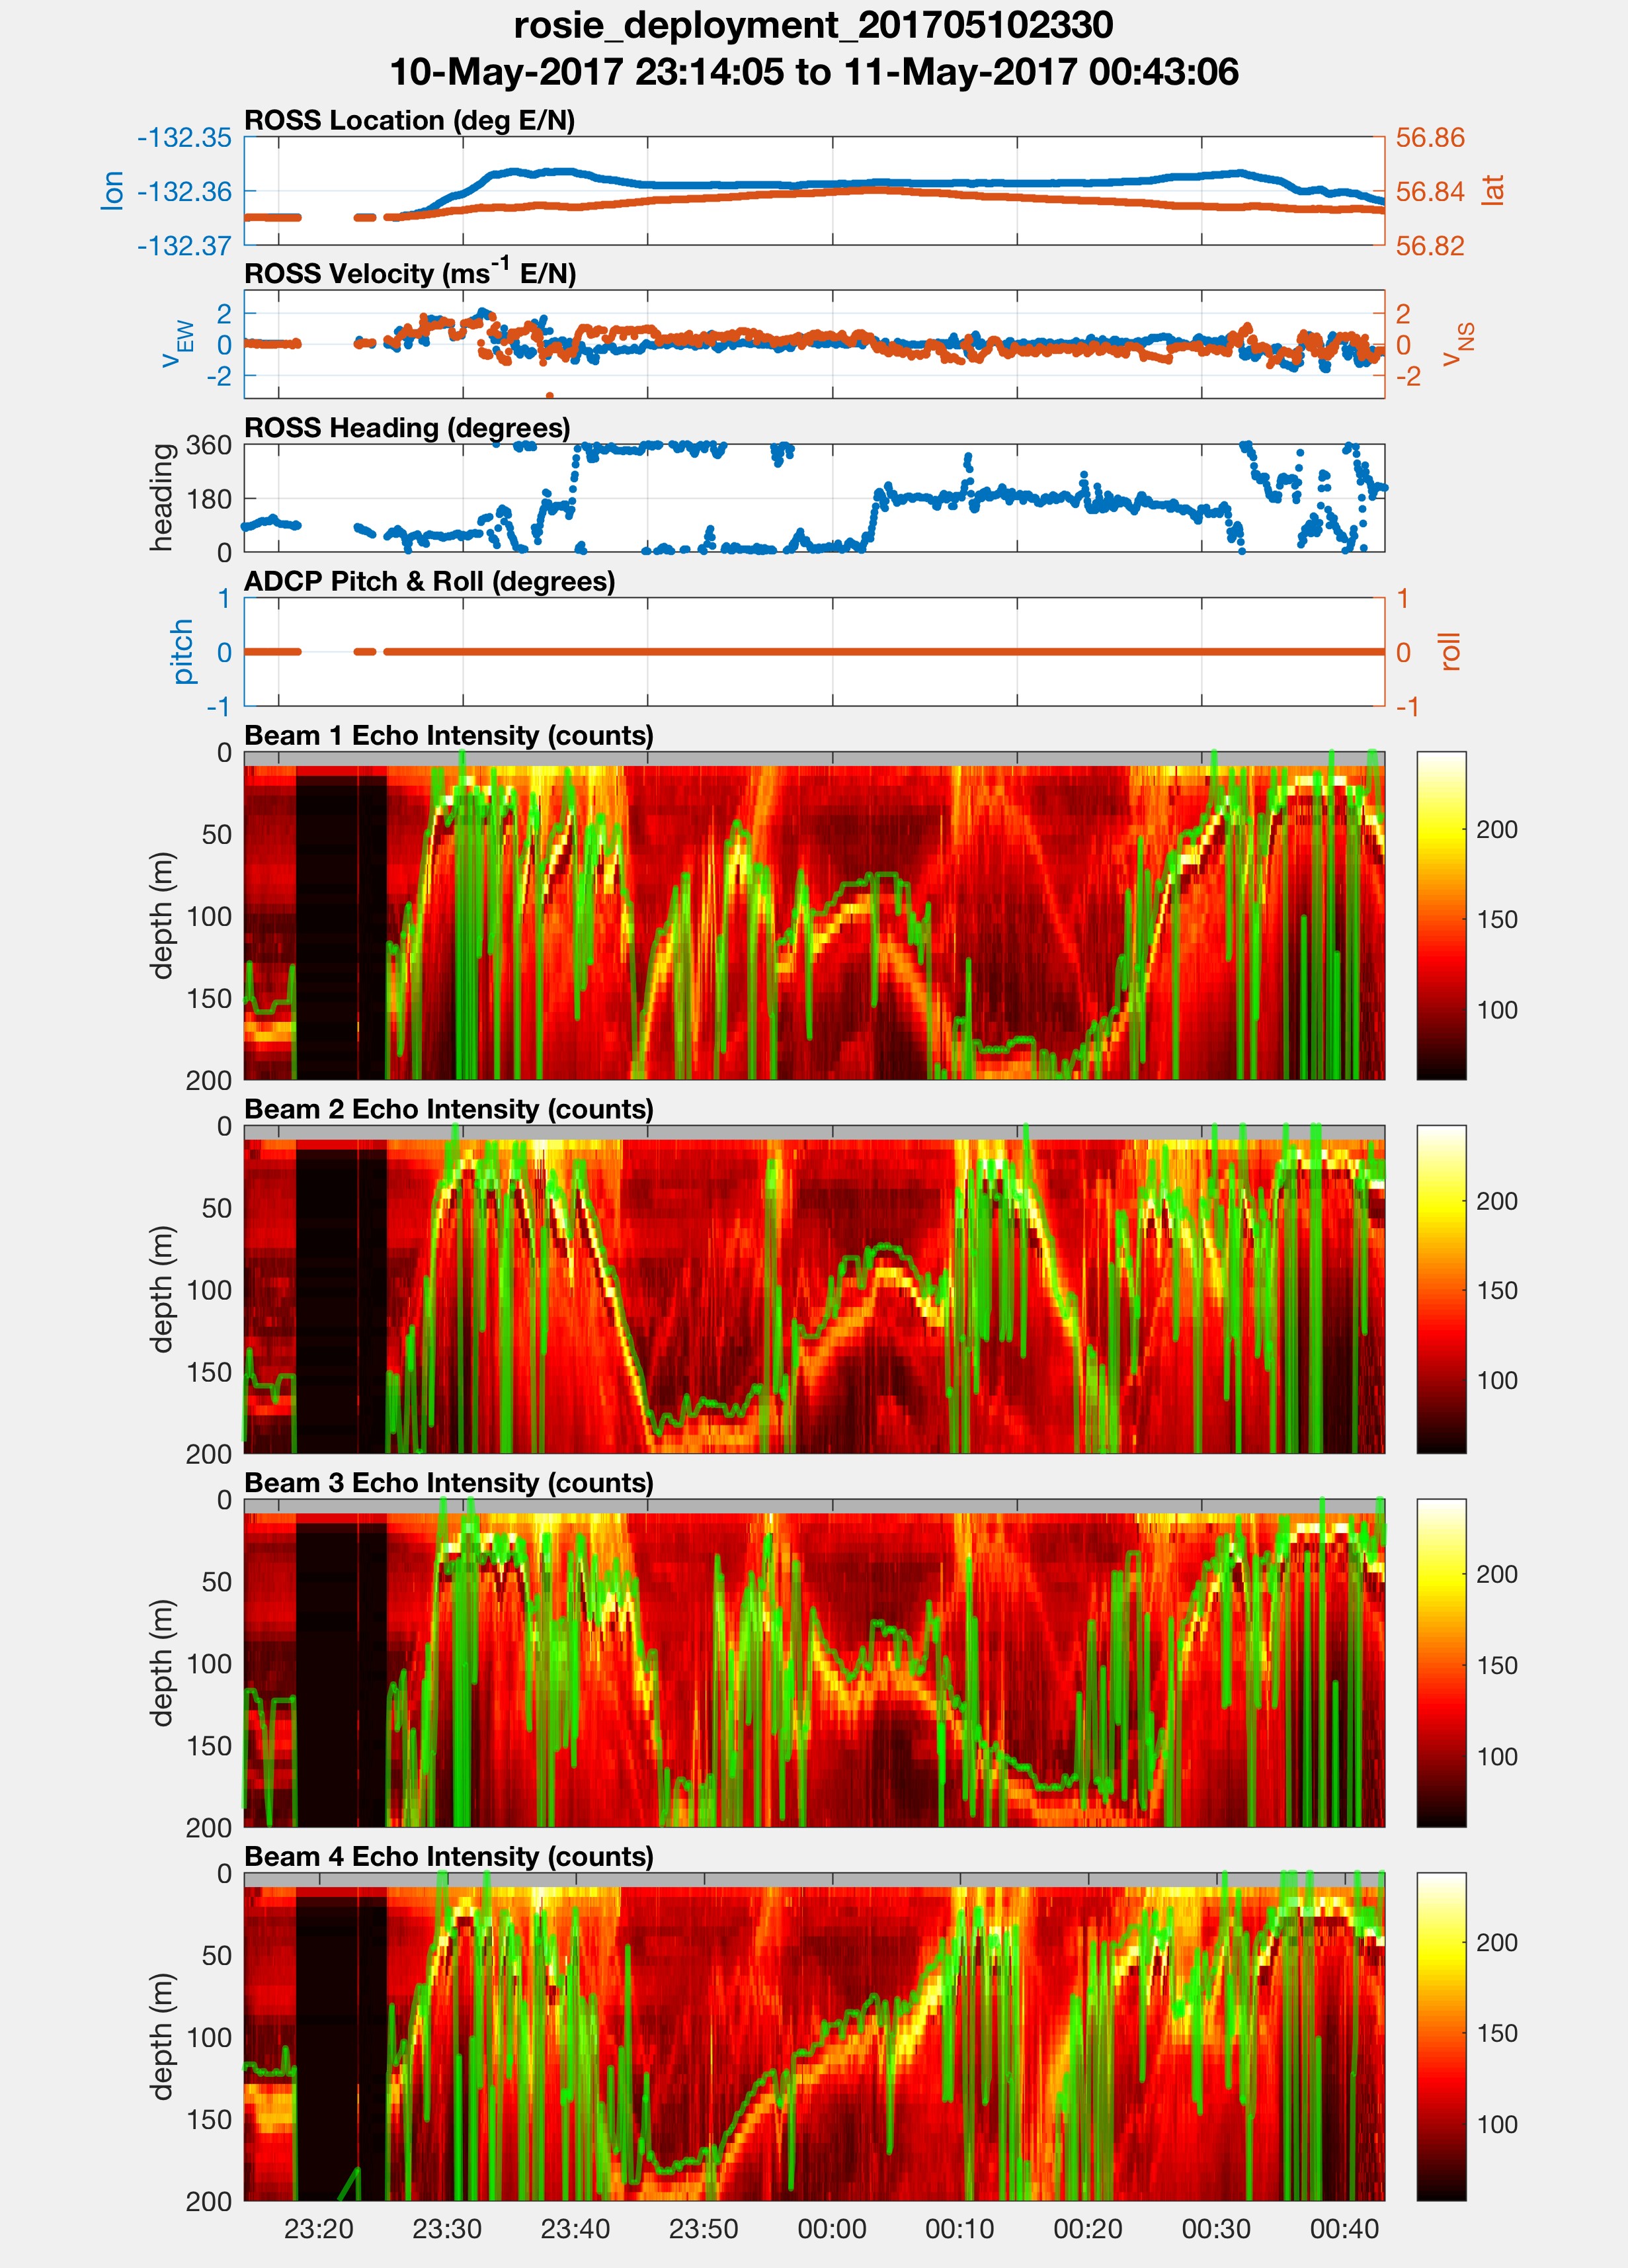 rosie_deployment_201705102330
10-May-2017 23:14:05 to 11-May-2017 00:43:06
ROSS Location (deg E/N)
-132.35
-132.36
-132.37
lon
56.86
56.84
56.82
lat
ROSS Velocity (ms-1 E/N)
2
0
-2
vEW
2
0
-2
vNS
ROSS Heading (degrees)
360
180
0
heading
ADCP Pitch & Roll (degrees)
1
0
-1
pitch
1
0
-1
roll
Beam 1 Echo Intensity (counts)
0
50
100
150
200
depth (m)
200
150
100
Beam 2 Echo Intensity (counts)
0
50
100
150
200
depth (m)
200
150
100
Beam 3 Echo Intensity (counts)
0
50
100
150
200
depth (m)
200
150
100
Beam 4 Echo Intensity (counts)
0
50
100
150
200
depth (m)
200
150
100
23:20 23:30 23:40 23:50 00:00 00:10 00:20 00:30 00:40